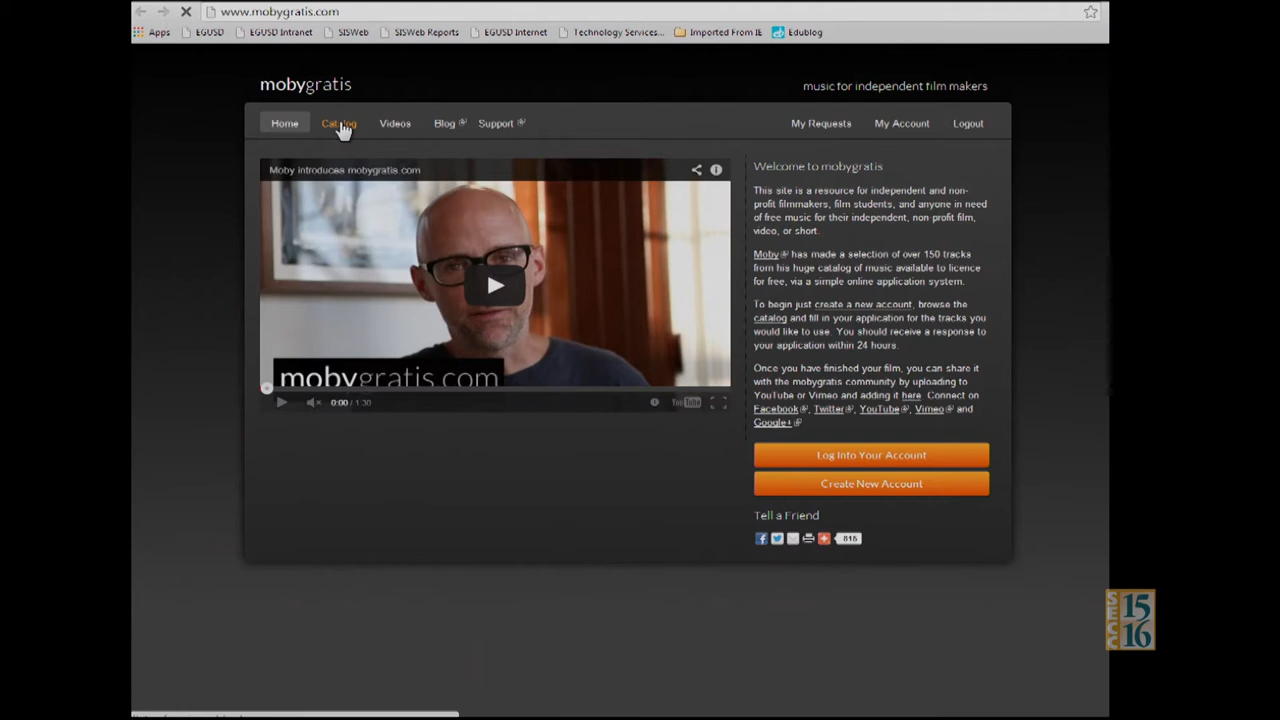 www.mobygratis.com
Apps EGUSD EGUSD Intranet SISWeb SISWeb Reports EGUSD Internet Technology Services... Imported From IE Edublog
mobygratis
music for independent film makers
Home Catalog Videos Blog Support My Requests My Account Logout
Moby introduces mobygratis.com
mobygratis.com
0:00 / 1:30
YouTube
Welcome to mobygratis
This site is a resource for independent and non-
profit filmmakers, film students, and anyone in need
of free music for their independent, non profit film,
video, or short.
Moby has made a selection of over 150 tracks
from his huge catalog of music available to licence
for free, via a simple online application system.
To begin just create a new account, browse the
catalog and fill in your application for the tracks you
would like to use. You should receive a response to
your application within 24 hours.
Once you have finished your film, you can share it
with the mobygratis community by uploading to
YouTube or Vimeo and adding it here. Connect on
Facebook, Twitter, YouTube, Vimeo and
Google+
Log Into Your Account
Create New Account
Tell a Friend
815
SECC
15
16